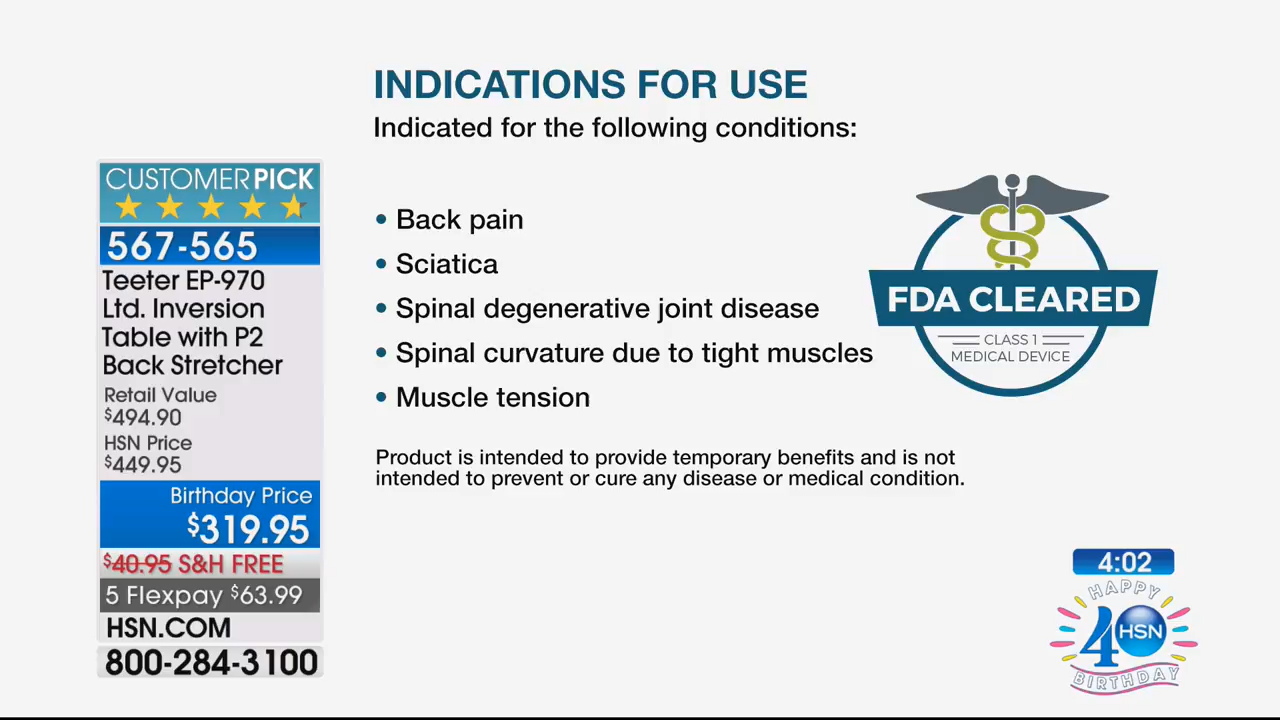 INDICATIONS FOR USE
Indicated for the following conditions:
• Back pain
• Sciatica
• Spinal degenerative joint disease
• Spinal curvature due to tight muscles
• Muscle tension
Product is intended to provide temporary benefits and is not
intended to prevent or cure any disease or medical condition.
FDA CLEARED
CLASS 1
MEDICAL DEVICE
CUSTOMER PICK
567-565
Teeter EP-970
Ltd. Inversion
Table with P2
Back Stretcher
Retail Value
$494.90
HSN Price
$449.95
Birthday Price
$319.95
$40.95 S&H FREE
5 Flexpay $63.99
HSN.COM
800-284-3100
4:02
HAPPY
40 HSN
BIRTHDAY